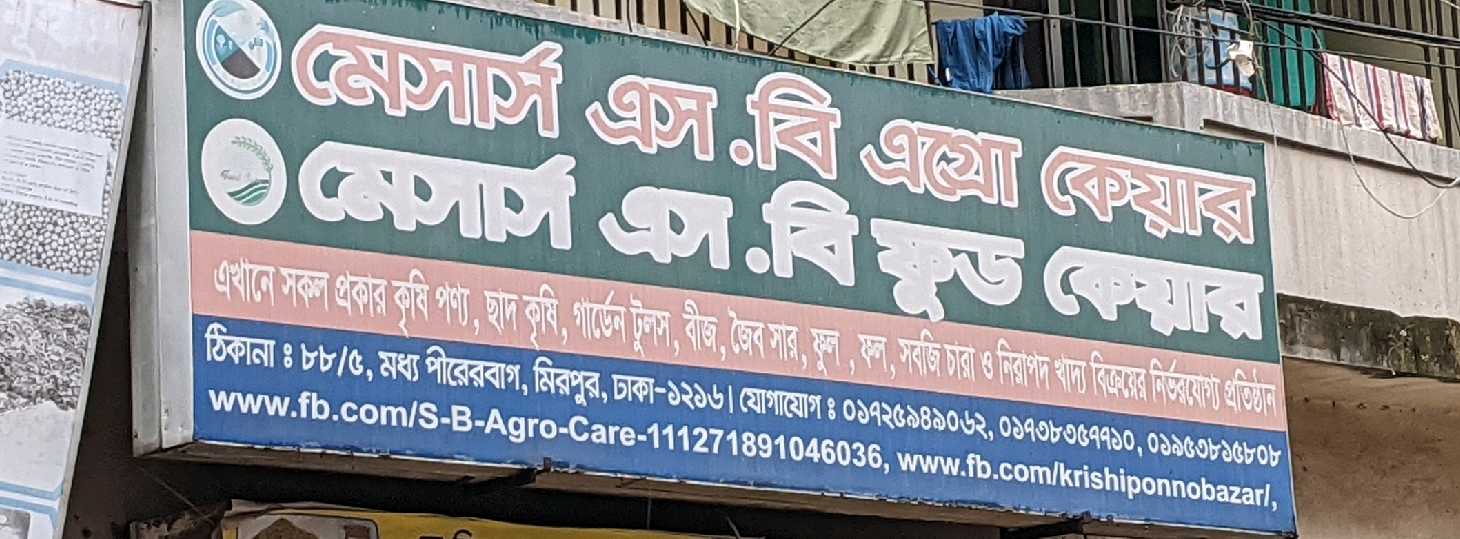 মেসার্স এস.বি এগ্রো কেয়ার
মেসার্স এস.বি ফুড কেয়ার
এখানে সকল প্রকার কৃষি পণ্য, ছাদ কৃষি, গার্ডেন টুলস, বীজ, জৈব সার, ফুল, ফল, সবজি চারা ও নিরাপদ খাদ্য বিক্রয়ের নির্ভরযোগ্য প্রতিষ্ঠান
ঠিকানা ঃ ৮৮/৫, মধ্য পীরেরবাগ, মিরপুর, ঢাকা-১২১৬। যোগাযোগ ঃ ০১৭২৫৯৪৯০৬২, ০১৭৩৮৩৫৭৭১০, ০১৯৫৩৮১৫৮০৮
www.fb.com/S-B-Agro-Care-111271891046036, www.fb.com/krishiponnobazar/,